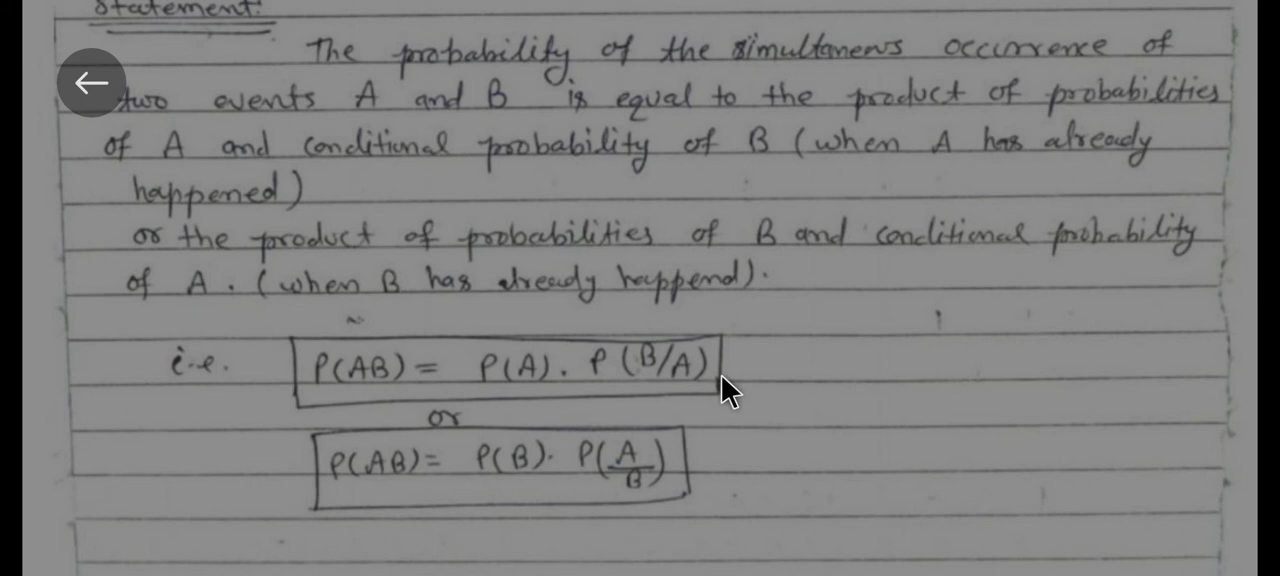 Statement:
The probability of the simultanews occurrence of
two events A and B is equal to the product of probabilities
of A and conditional probability of B (when A has already
happened)
or the product of probabilities of B and conditional probability
of A. (when B has already happend).
i.e. P(AB) = P(A). P(B/A)
or
P(AB) = P(B). P(A/B)